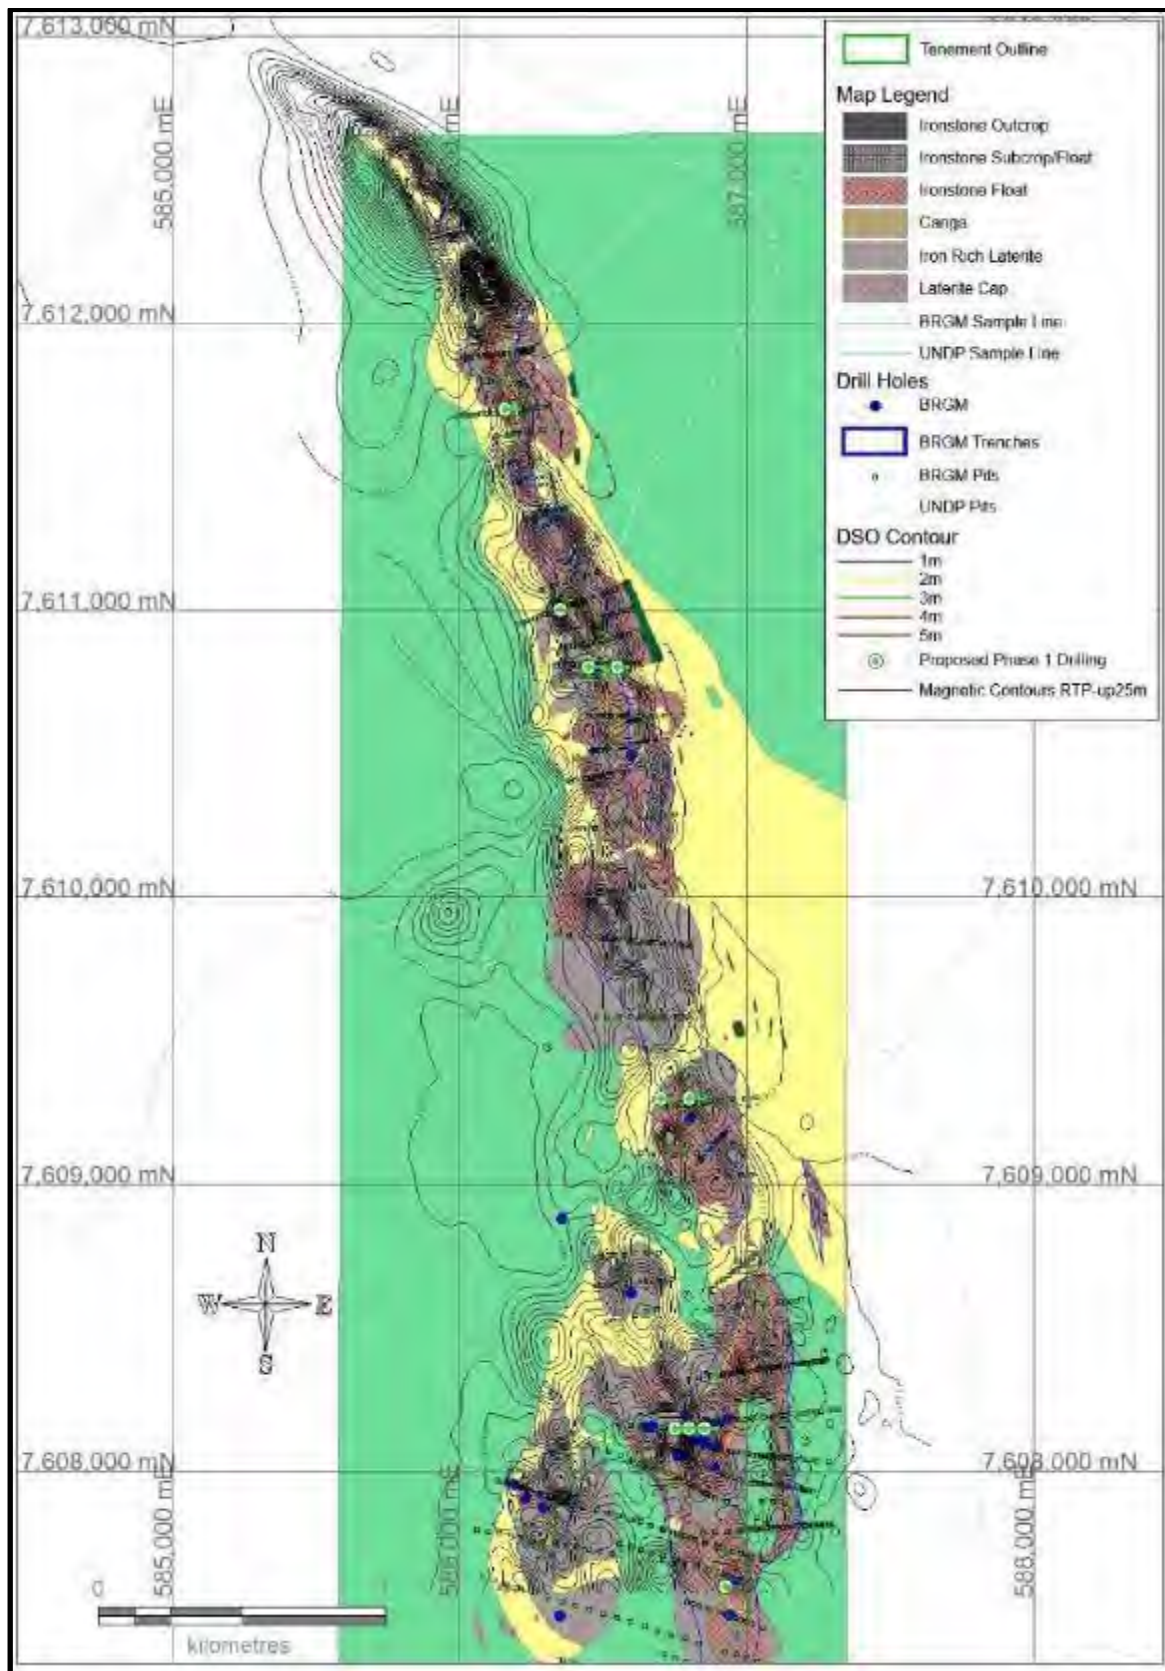 7,613,000 mN
585,000 mE
mE
587,000 mE
Tenement Outline
Map Legend
Ironstone Outcrop
Ironstone Subcrop/Float
Ironstone Float
Canga
Iron Rich Laterite
Laterite Cap
BRGM Sample Line
UNDP Sample Line
Drill Holes
BRGM
BRGM Trenches
BRGM Pits
UNDP Pits
DSO Contour
1m
2m
3m
4m
5m
Proposed Phase 1 Drilling
Magnetic Contours RTP-up25m
7,612,000 mN
7,611,000 mN
7,610,000 mN
7,610,000 mN
7,609,000 mN
7,609,000 mN
N
W
E
S
7,608,000 mN
7,608,000 mN
585,000 mE
586,000 mE
588,000 mE
0
kilometres